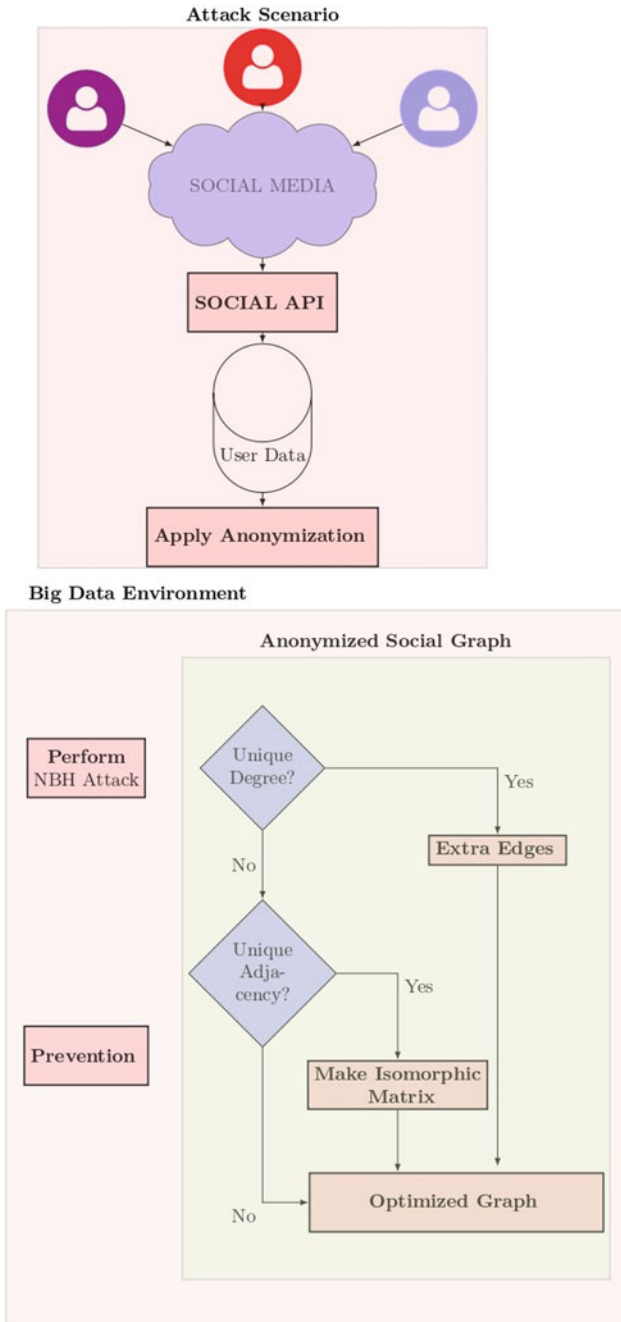 Attack Scenario
SOCIAL MEDIA
SOCIAL API
User Data
Apply Anonymization
Big Data Environment
Anonymized Social Graph
Perform
NBH Attack
Unique
Degree?
Yes
Extra Edges
No
Unique
Adja-
cency?
Yes
Prevention
Make Isomorphic
Matrix
Optimized Graph
No